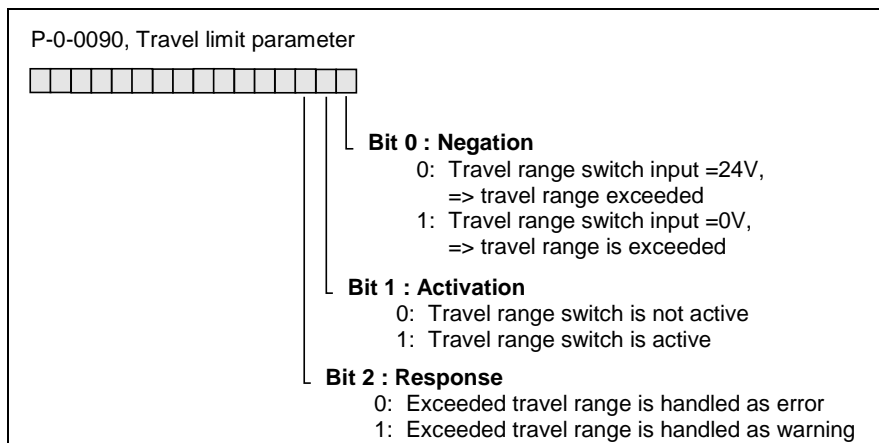 P-0-0090, Travel limit parameter
Bit 0 : Negation
0: Travel range switch input =24V,
=> travel range exceeded
1: Travel range switch input =0V,
=> travel range is exceeded
Bit 1 : Activation
0: Travel range switch is not active
1: Travel range switch is active
Bit 2 : Response
0: Exceeded travel range is handled as error
1: Exceeded travel range is handled as warning